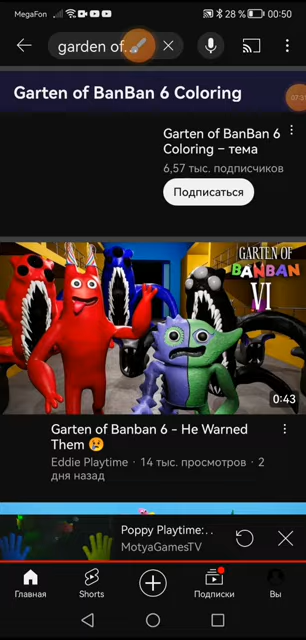 MegaFon 28 % 00:50
garden of.
Garten of BanBan 6 Coloring
07:31
Garten of BanBan 6
Coloring – тема
6,57 тыс. подписчиков
Подписаться
GARTEN OF
BANBAN
VI
0:43
Garten of Banban 6 - He Warned
Them 😢
Eddie Playtime · 14 тыс. просмотров · 2
дня назад
Poppy Playtime:..
MotyaGamesTV
Главная Shorts Подписки Вы